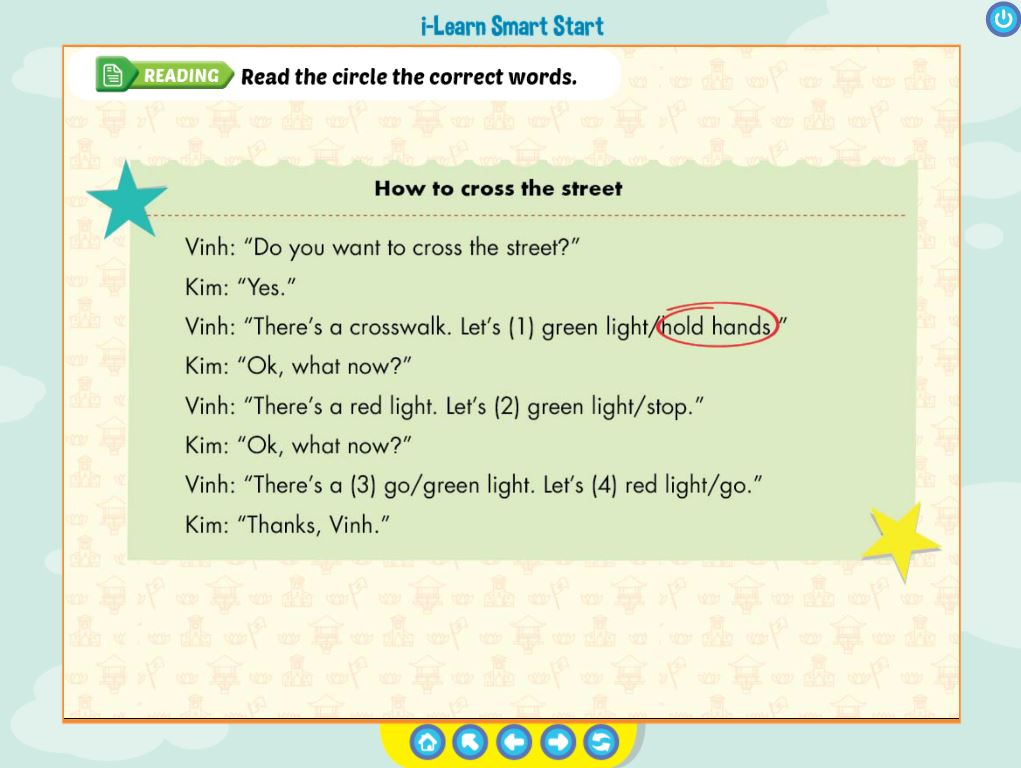 i-Learn Smart Start
READING Read the circle the correct words.
How to cross the street
Vinh: “Do you want to cross the street?”
Kim: “Yes.”
Vinh: “There’s a crosswalk. Let’s (1) green light/hold hands.”
Kim: “Ok, what now?”
Vinh: “There’s a red light. Let’s (2) green light/stop.”
Kim: “Ok, what now?”
Vinh: “There’s a (3) go/green light. Let’s (4) red light/go.”
Kim: “Thanks, Vinh.”